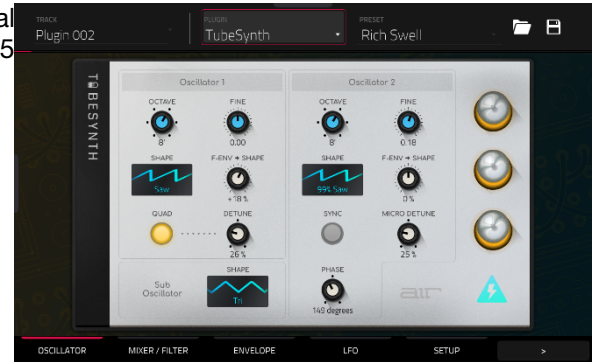 al
5
TRACK
Plugin 002
PLUGIN
TubeSynth
PRESET
Rich Swell
TUBESYNTH
Oscillator 1
OCTAVE
8'
FINE
0.00
SHAPE
Saw
F-ENV → SHAPE
+18 %
QUAD
DETUNE
26 %
Sub
Oscillator
SHAPE
Tri
Oscillator 2
OCTAVE
8'
FINE
0.18
SHAPE
99% Saw
F-ENV → SHAPE
0 %
SYNC
MICRO DETUNE
25 %
PHASE
149 degrees
air
OSCILLATOR
MIXER / FILTER
ENVELOPE
LFO
SETUP
>